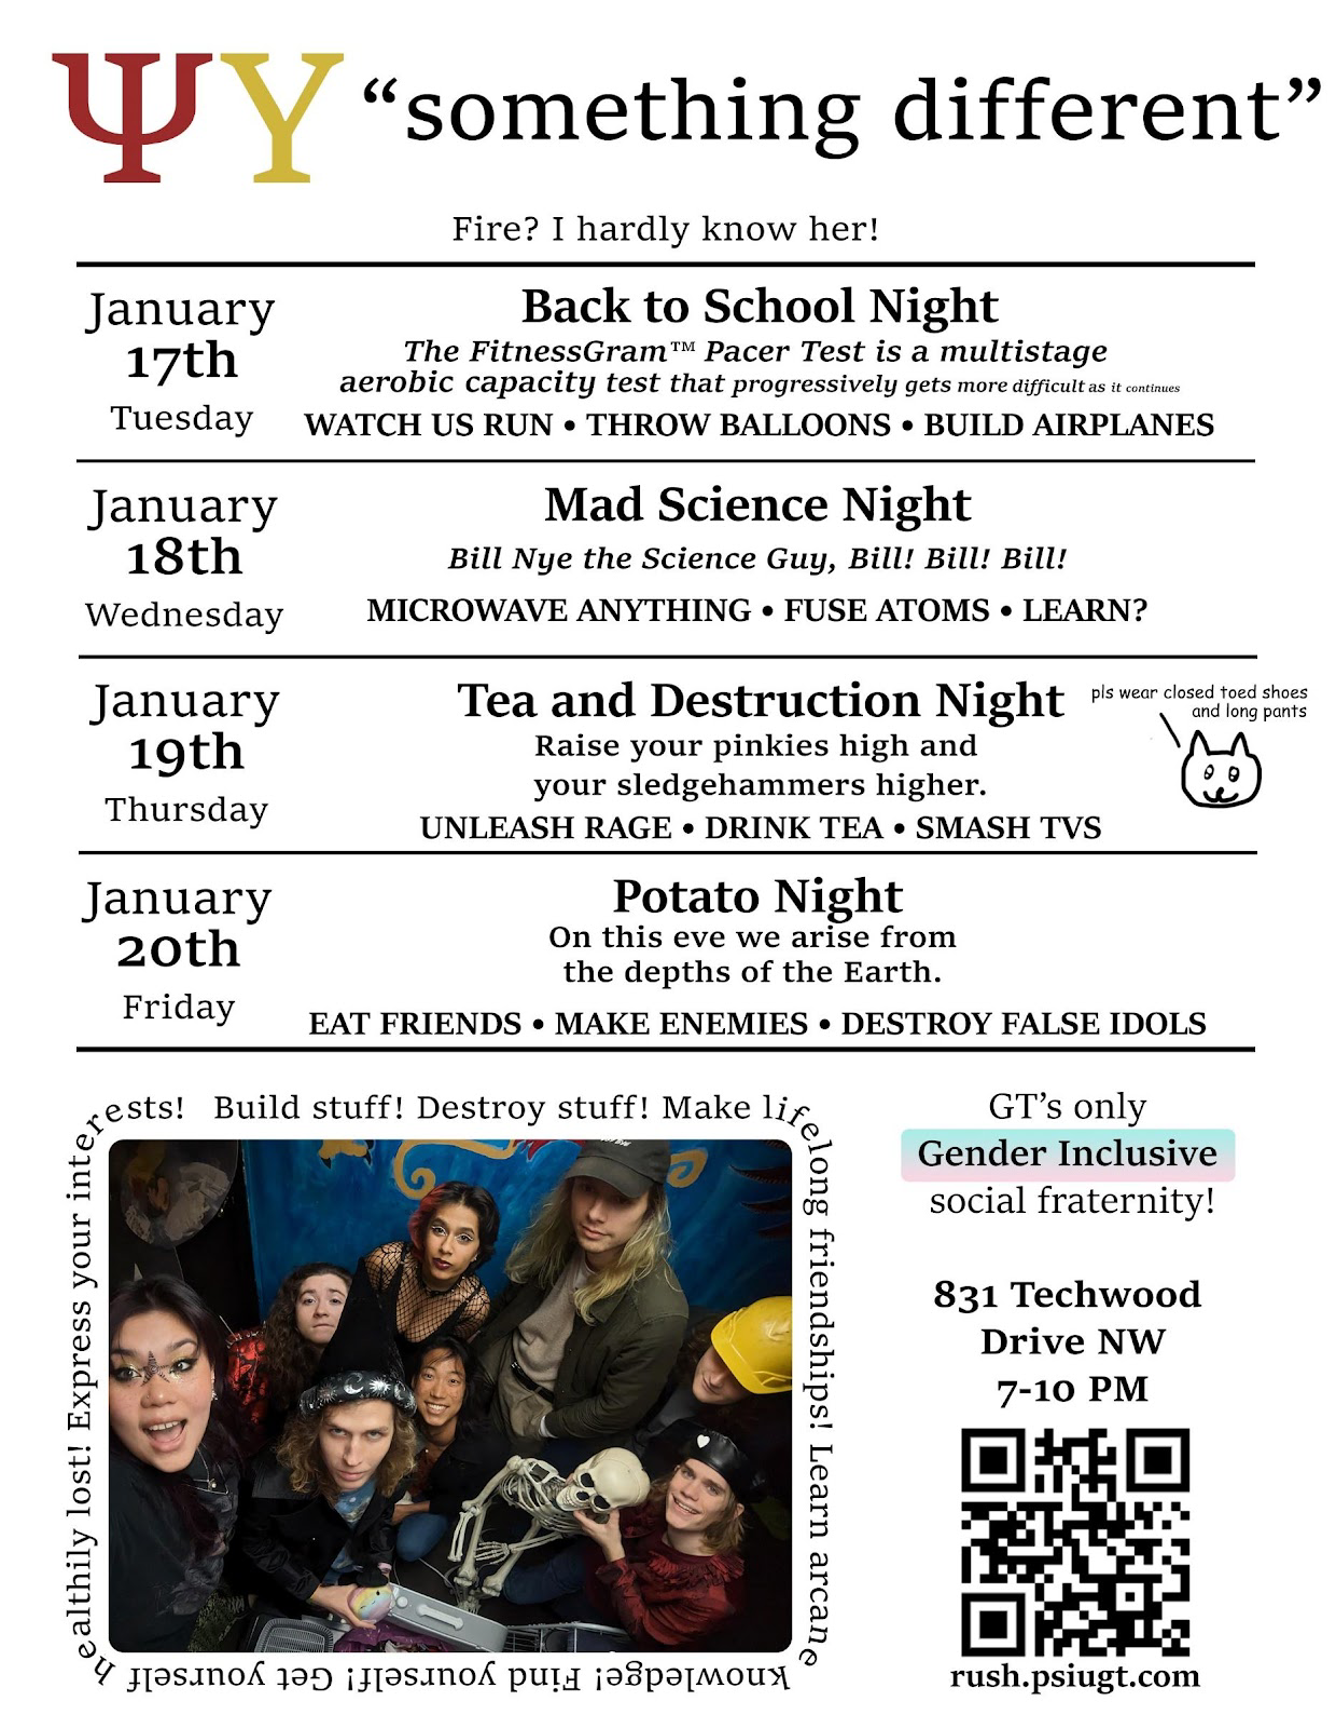 ΨΥ “something different”
Fire? I hardly know her!
January
17th
Tuesday
Back to School Night
The FitnessGram™ Pacer Test is a multistage
aerobic capacity test that progressively gets more difficult as it continues
WATCH US RUN • THROW BALLOONS • BUILD AIRPLANES
January
18th
Wednesday
Mad Science Night
Bill Nye the Science Guy, Bill! Bill! Bill!
MICROWAVE ANYTHING • FUSE ATOMS • LEARN?
January
19th
Thursday
Tea and Destruction Night
Raise your pinkies high and
your sledgehammers higher.
UNLEASH RAGE • DRINK TEA • SMASH TVS
pls wear closed toed shoes
and long pants
January
20th
Friday
Potato Night
On this eve we arise from
the depths of the Earth.
EAT FRIENDS • MAKE ENEMIES • DESTROY FALSE IDOLS
Build stuff! Destroy stuff! Make lifelong friendships! Learn arcane knowledge! Find yourself! Get yourself healthily lost! Express your interests!
GT’s only
Gender Inclusive
social fraternity!
831 Techwood
Drive NW
7-10 PM
rush.psiugt.com